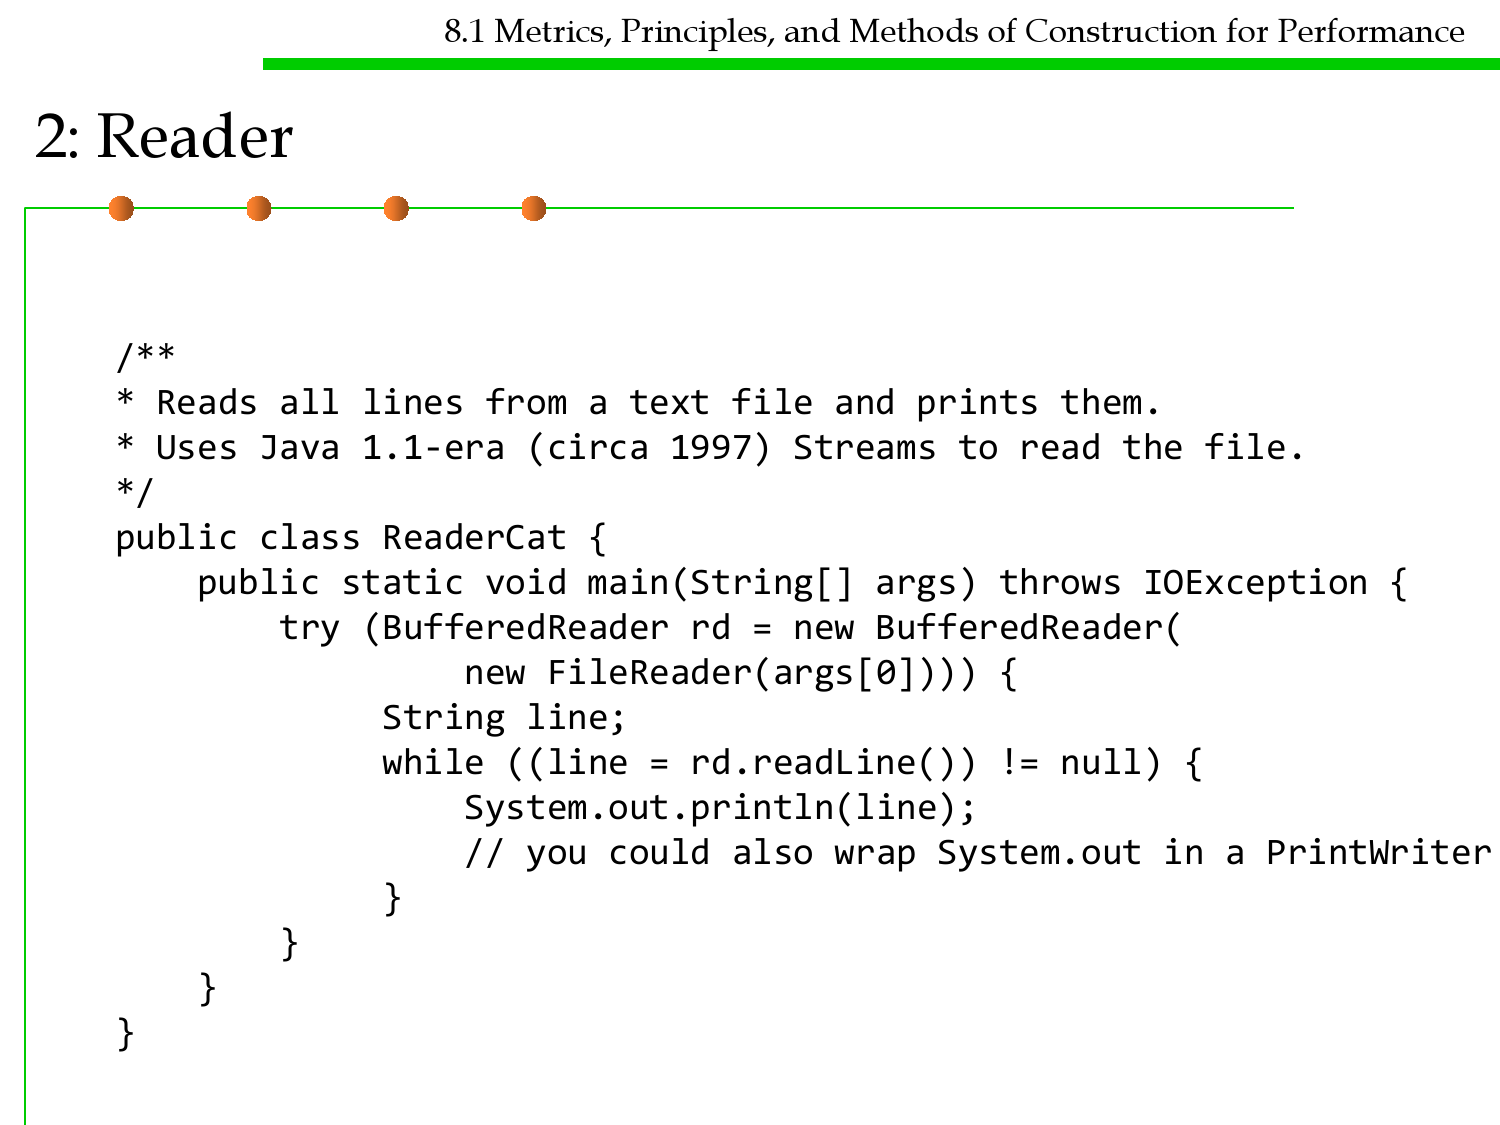 8.1 Metrics, Principles, and Methods of Construction for Performance
2: Reader
/**
* Reads all lines from a text file and prints them.
* Uses Java 1.1-era (circa 1997) Streams to read the file.
*/
public class ReaderCat {
    public static void main(String[] args) throws IOException {
        try (BufferedReader rd = new BufferedReader(
                 new FileReader(args[0]))) {
             String line;
             while ((line = rd.readLine()) != null) {
                 System.out.println(line);
                 // you could also wrap System.out in a PrintWriter
             }
        }
    }
}